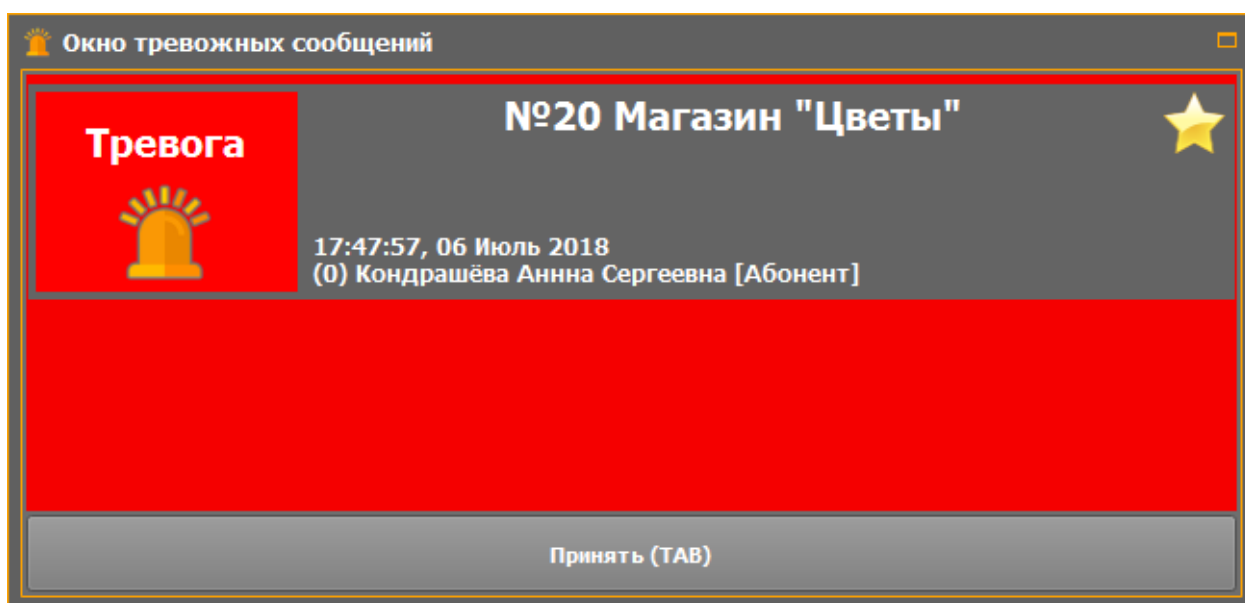 Окно тревожных сообщений
№20 Магазин "Цветы"
Тревога
17:47:57, 06 Июль 2018
(0) Кондрашёва Аннна Сергеевна [Абонент]
Принять (TAB)